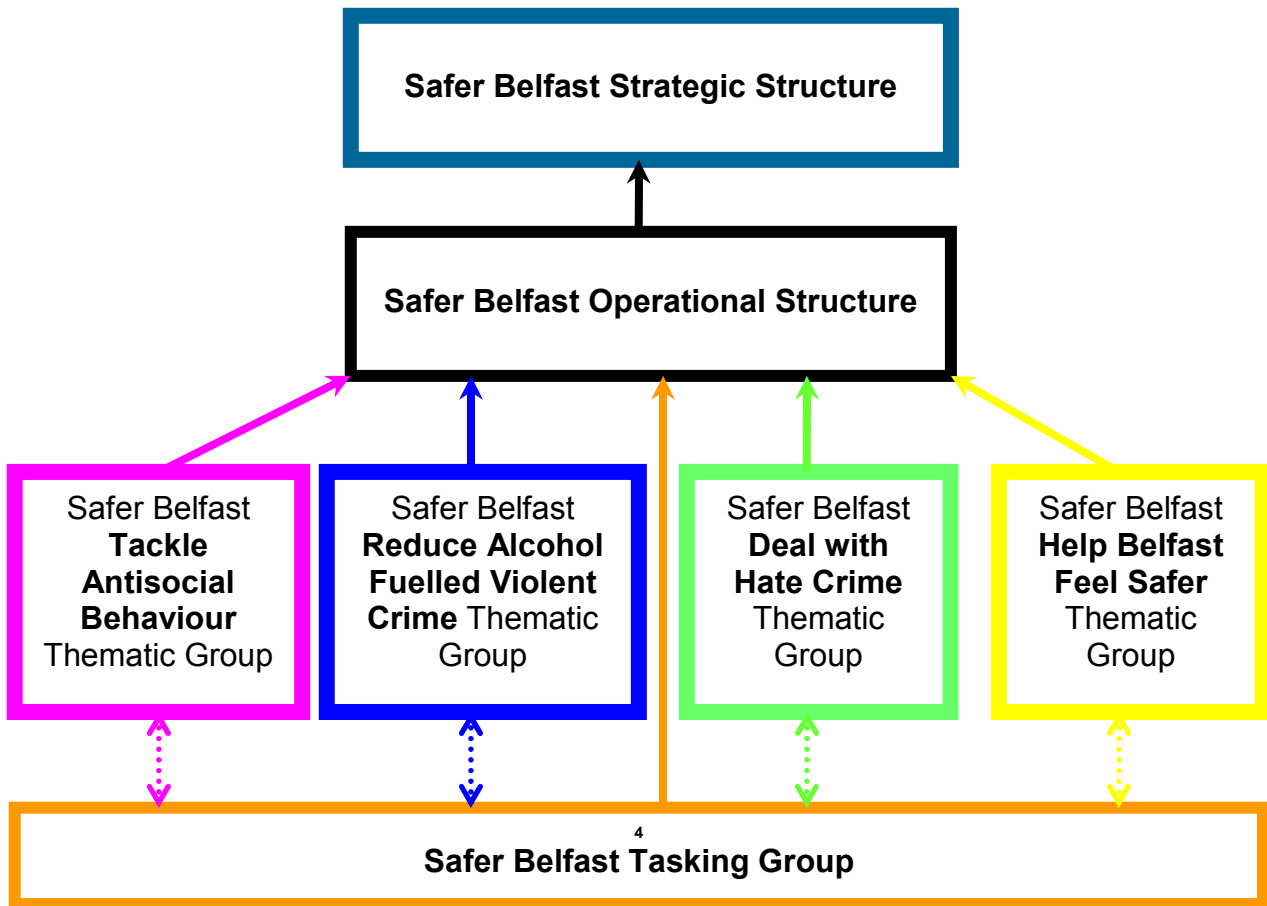 Safer Belfast Strategic Structure
Safer Belfast Operational Structure
Safer Belfast
Tackle
Antisocial
Behaviour
Thematic Group
Safer Belfast
Reduce Alcohol
Fuelled Violent
Crime Thematic
Group
Safer Belfast
Deal with
Hate Crime
Thematic
Group
Safer Belfast
Help Belfast
Feel Safer
Thematic
Group
4
Safer Belfast Tasking Group